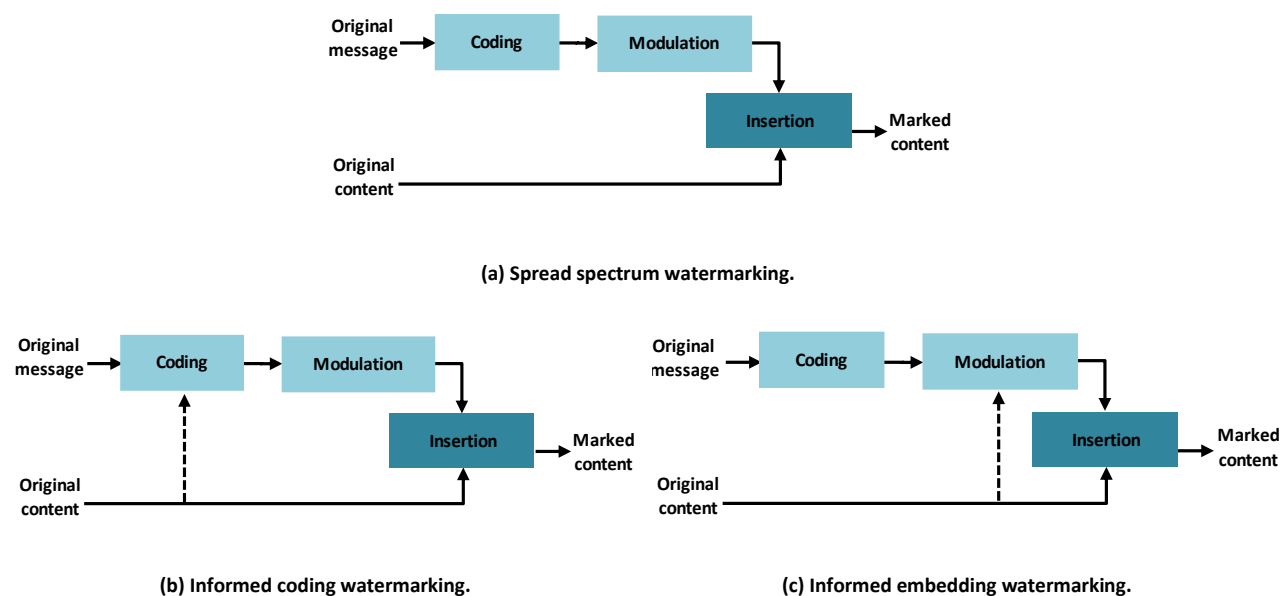 Original
message
Coding
Modulation
Insertion
Marked
content
Original
content
(a) Spread spectrum watermarking.
Original
message
Coding
Modulation
Insertion
Marked
content
Original
content
(b) Informed coding watermarking.
Original
message
Coding
Modulation
Insertion
Marked
content
Original
content
(c) Informed embedding watermarking.